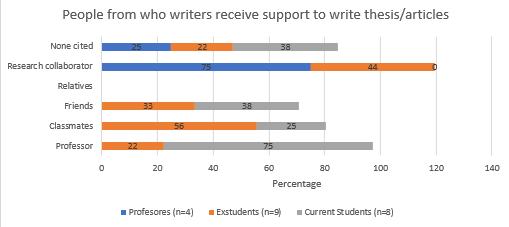 People from who writers receive support to write thesis/articles
None cited 25 22 38
Research collaborator 75 44 0
Relatives
Friends 33 38
Classmates 56 25
Professor 22 75
0 20 40 60 80 100 120 140
Percentage
Profesores (n=4) Exstudents (n=9) Current Students (n=8)